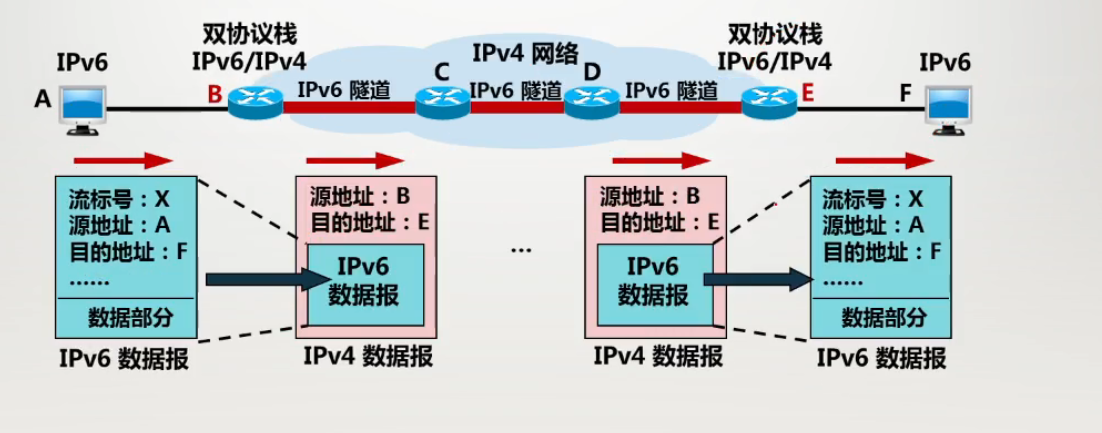 双协议栈
IPv6/IPv4
IPv4 网络
双协议栈
IPv6/IPv4
IPv6
IPv6
A
B
IPv6 隧道
C
IPv6 隧道
D
IPv6 隧道
E
F
流标号：X
源地址：A
目的地址：F
......
数据部分
IPv6 数据报
源地址：B
目的地址：E
IPv6
数据报
IPv4 数据报
...
源地址：B
目的地址：E
IPv6
数据报
IPv4 数据报
流标号：X
源地址：A
目的地址：F
......
数据部分
IPv6 数据报